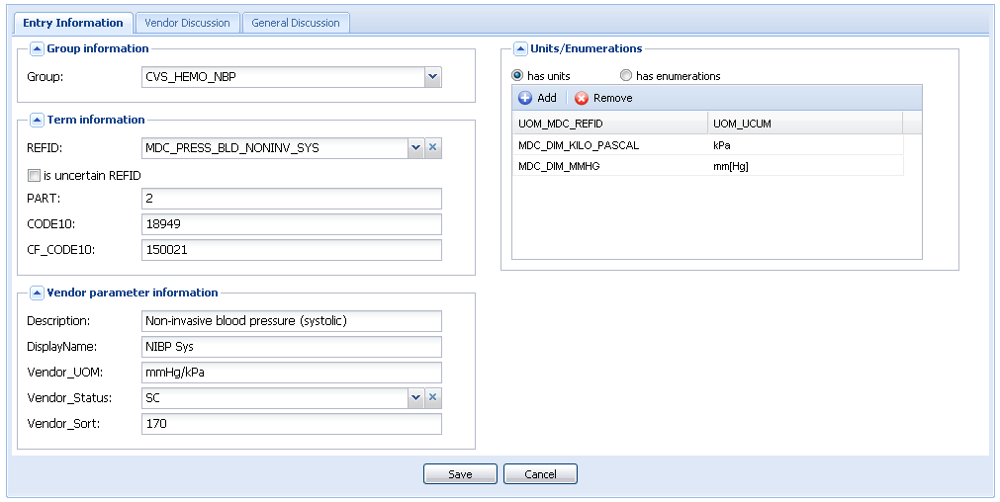 Entry Information
Vendor Discussion
General Discussion
Group information
Group: CVS_HEMO_NBP
Term information
REFID: MDC_PRESS_BLD_NONINV_SYS
is uncertain REFID
PART: 2
CODE10: 18949
CF_CODE10: 150021
Vendor parameter information
Description: Non-invasive blood pressure (systolic)
DisplayName: NIBP Sys
Vendor_UOM: mmHg/kPa
Vendor_Status: SC
Vendor_Sort: 170
Units/Enumerations
has units has enumerations
Add Remove
UOM_MDC_REFID UOM_UCUM
MDC_DIM_KILO_PASCAL kPa
MDC_DIM_MMHG mm[Hg]
Save Cancel